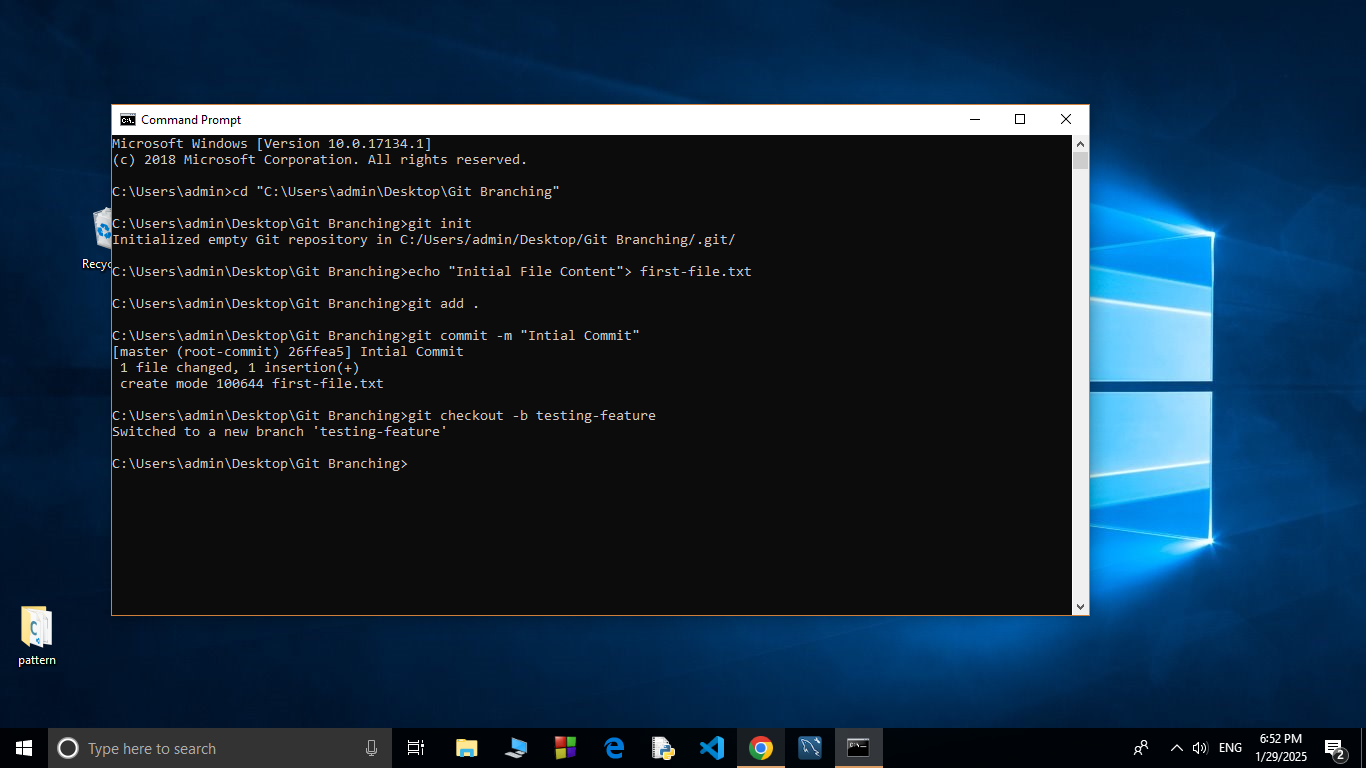 Command Prompt
Microsoft Windows [Version 10.0.17134.1]
(c) 2018 Microsoft Corporation. All rights reserved.
C:\Users\admin>cd "C:\Users\admin\Desktop\Git Branching"
C:\Users\admin\Desktop\Git Branching>git init
Initialized empty Git repository in C:/Users/admin/Desktop/Git Branching/.git/
C:\Users\admin\Desktop\Git Branching>echo "Initial File Content"> first-file.txt
C:\Users\admin\Desktop\Git Branching>git add .
C:\Users\admin\Desktop\Git Branching>git commit -m "Intial Commit"
[master (root-commit) 26ffea5] Intial Commit
1 file changed, 1 insertion(+)
create mode 100644 first-file.txt
C:\Users\admin\Desktop\Git Branching>git checkout -b testing-feature
Switched to a new branch 'testing-feature'
C:\Users\admin\Desktop\Git Branching>
Recyc
pattern
Type here to search
ENG
6:52 PM
1/29/2025
2